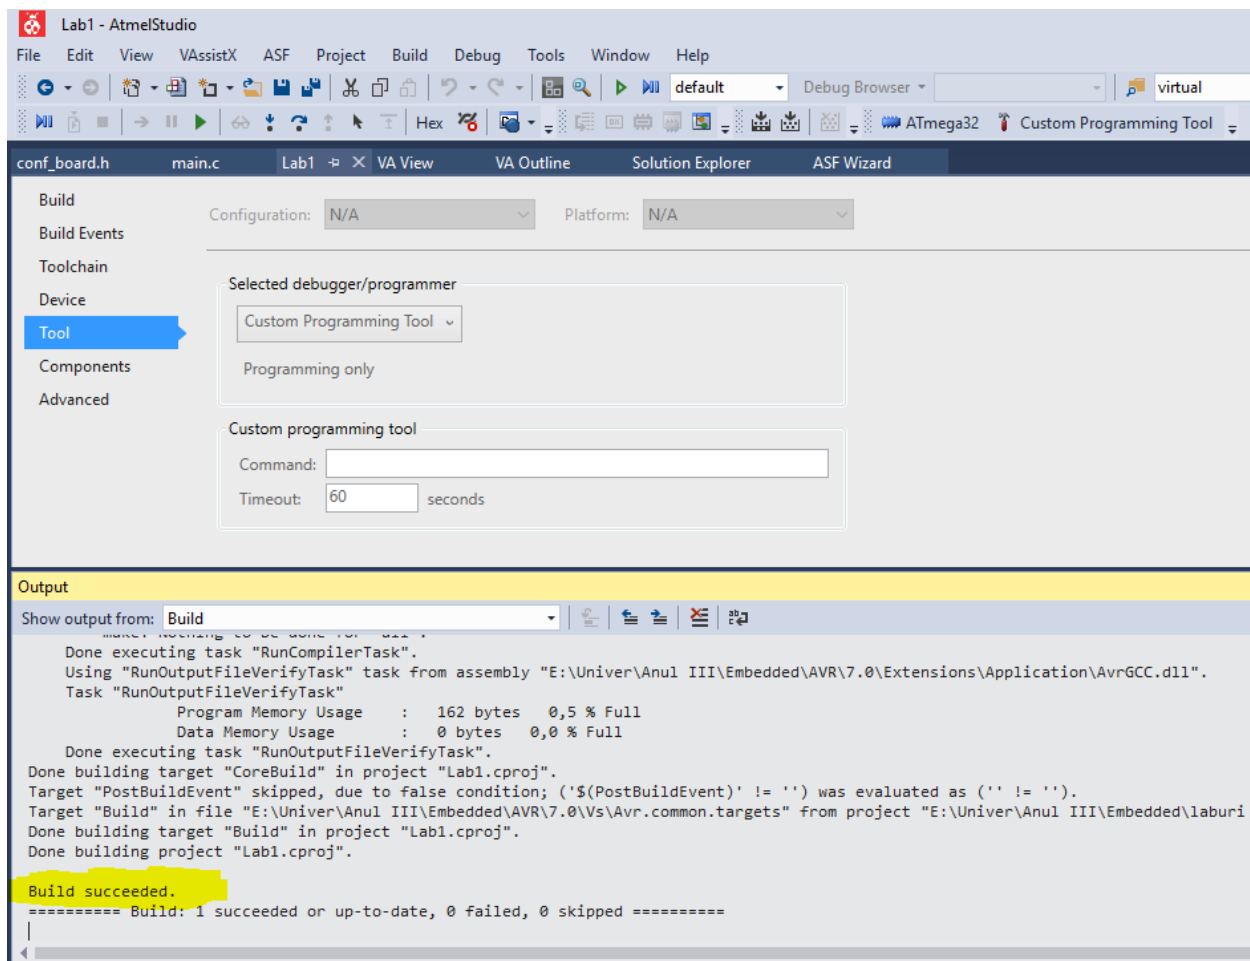 Lab1 - AtmelStudio
File Edit View VAssistX ASF Project Build Debug Tools Window Help
default Debug Browser virtual
Hex ATmega32 Custom Programming Tool
conf_board.h main.c Lab1 VA View VA Outline Solution Explorer ASF Wizard
Build
Configuration: N/A Platform: N/A
Build Events
Toolchain
Selected debugger/programmer
Device
Custom Programming Tool
Tool
Components
Programming only
Advanced
Custom programming tool
Command:
Timeout: 60 seconds
Output
Show output from: Build
make: Nothing to be done for 'all'.
Done executing task "RunCompilerTask".
Using "RunOutputFileVerifyTask" task from assembly "E:\Univer\Anul III\Embedded\AVR\7.0\Extensions\Application\AvrGCC.dll".
Task "RunOutputFileVerifyTask"
Program Memory Usage : 162 bytes 0,5 % Full
Data Memory Usage : 0 bytes 0,0 % Full
Done executing task "RunOutputFileVerifyTask".
Done building target "CoreBuild" in project "Lab1.cproj".
Target "PostBuildEvent" skipped, due to false condition; ('$(PostBuildEvent)' != '') was evaluated as ('' != '').
Target "Build" in file "E:\Univer\Anul III\Embedded\AVR\7.0\Vs\Avr.common.targets" from project "E:\Univer\Anul III\Embedded\laburi
Done building target "Build" in project "Lab1.cproj".
Done building project "Lab1.cproj".
Build succeeded.
========== Build: 1 succeeded or up-to-date, 0 failed, 0 skipped ==========